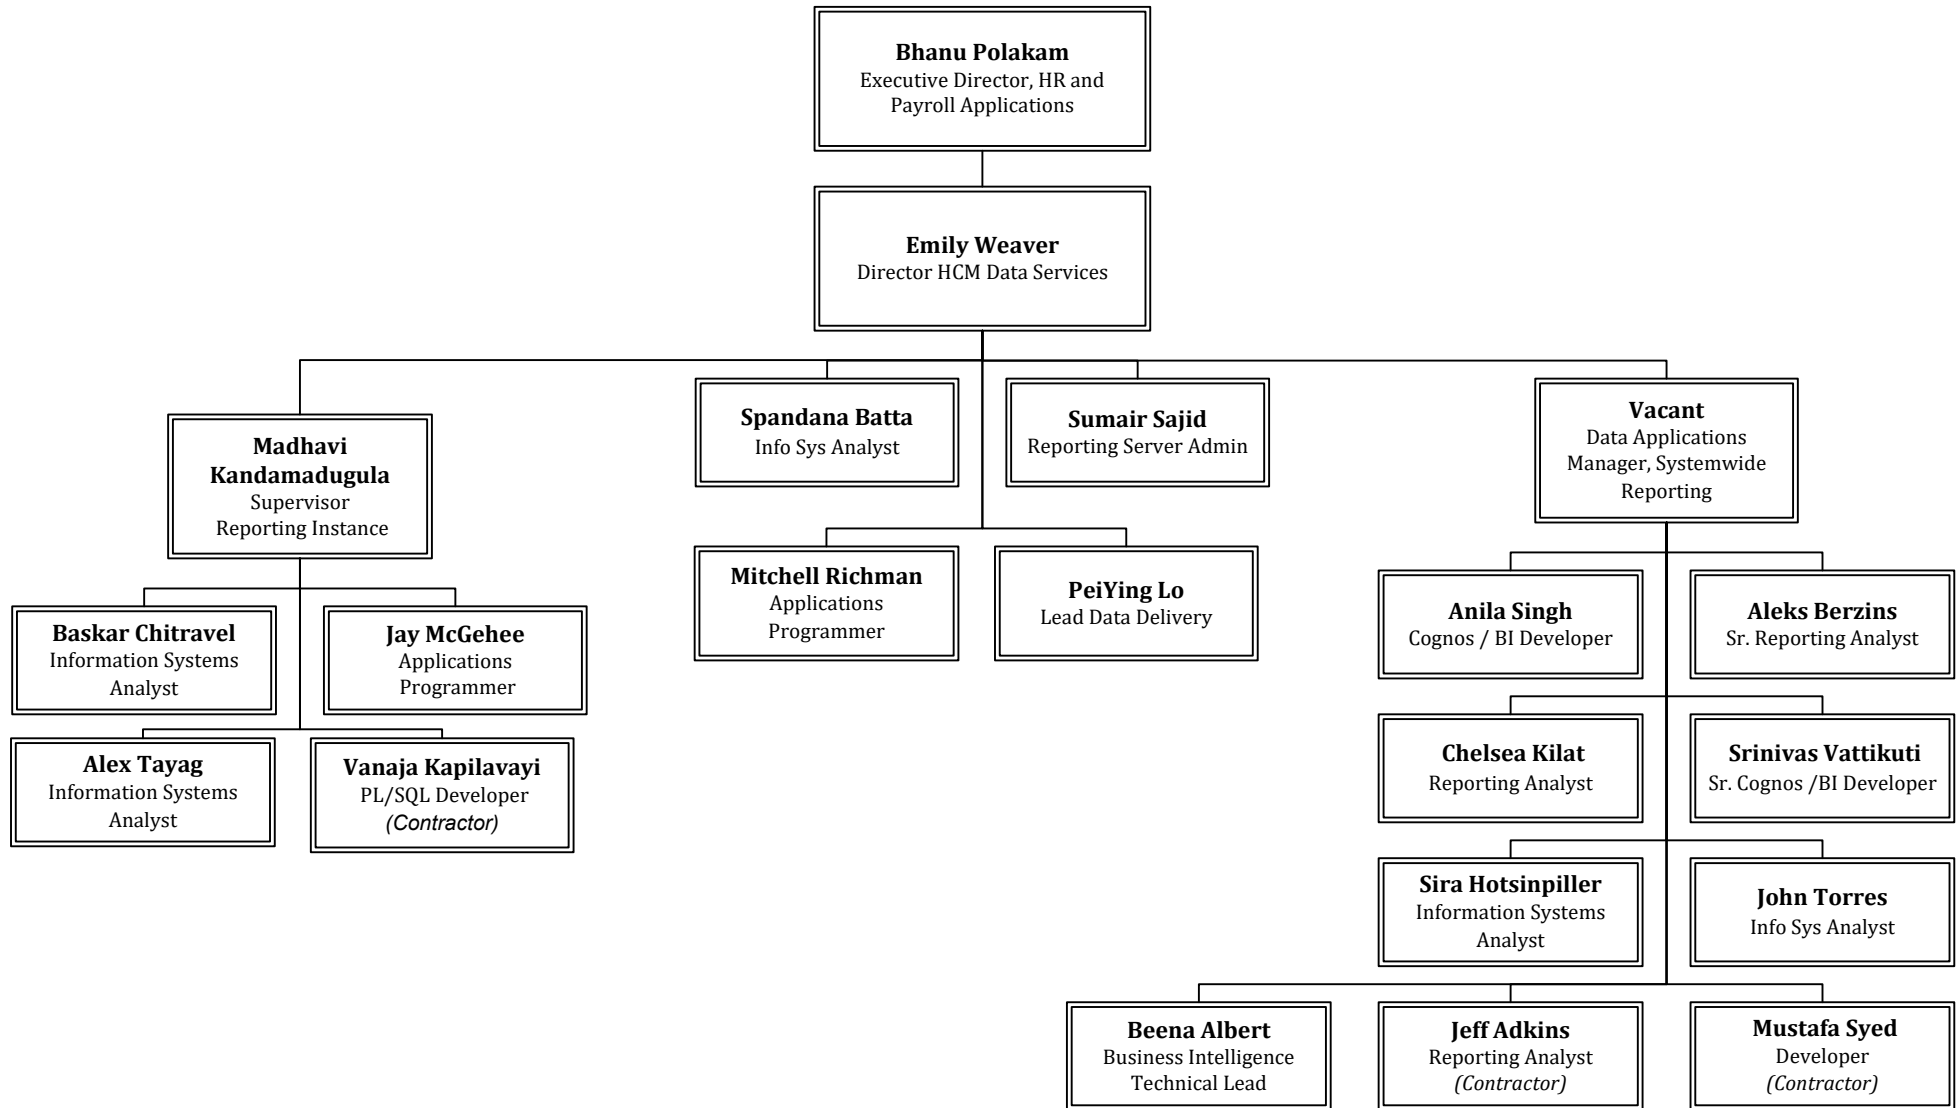 Bhanu Polakam
Executive Director, HR and
Payroll Applications
Emily Weaver
Director HCM Data Services
Madhavi
Kandamadugula
Supervisor
Reporting Instance
Spandana Batta
Info Sys Analyst
Sumair Sajid
Reporting Server Admin
Vacant
Data Applications
Manager, Systemwide
Reporting
Mitchell Richman
Applications
Programmer
PeiYing Lo
Lead Data Delivery
Baskar Chitravel
Information Systems
Analyst
Jay McGehee
Applications
Programmer
Alex Tayag
Information Systems
Analyst
Vanaja Kapilavayi
PL/SQL Developer
(Contractor)
Anila Singh
Cognos / BI Developer
Aleks Berzins
Sr. Reporting Analyst
Chelsea Kilat
Reporting Analyst
Srinivas Vattikuti
Sr. Cognos /BI Developer
Sira Hotsinpiller
Information Systems
Analyst
John Torres
Info Sys Analyst
Beena Albert
Business Intelligence
Technical Lead
Jeff Adkins
Reporting Analyst
(Contractor)
Mustafa Syed
Developer
(Contractor)